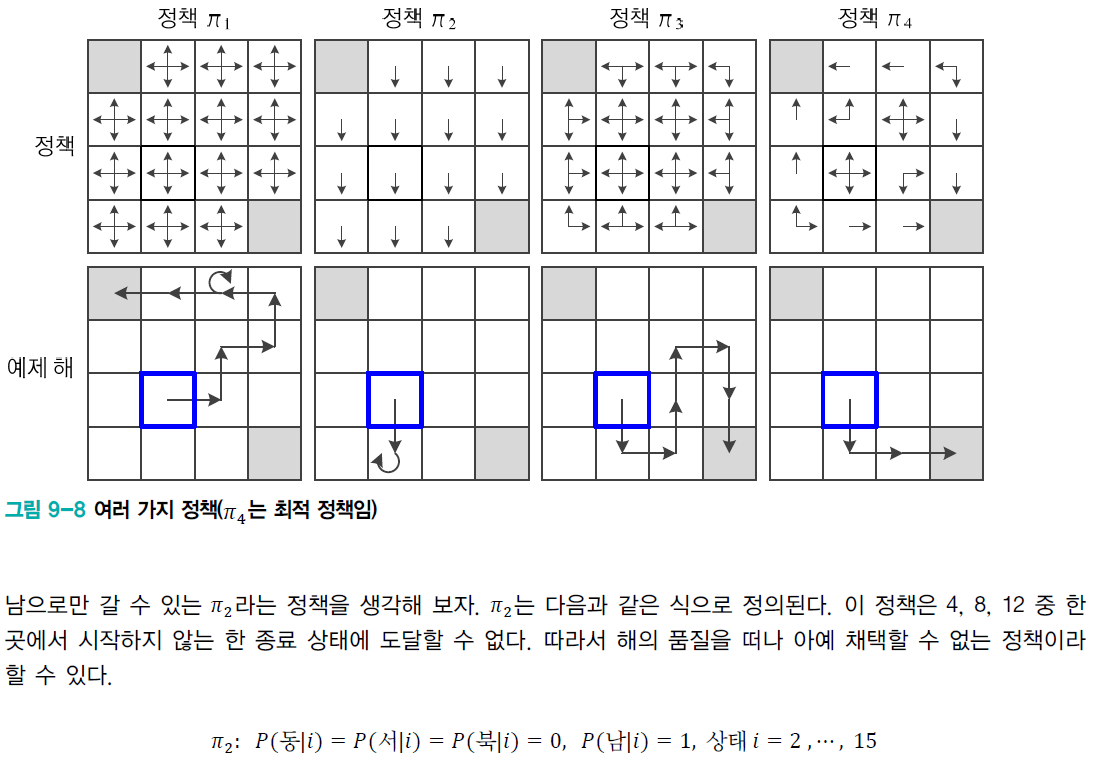 정책 π₁ 정책 π₂ 정책 π₃ 정책 π₄
정책
예제 해
그림 9-8 여러 가지 정책(π₄는 최적 정책임)
남으로만 갈 수 있는 π₂라는 정책을 생각해 보자. π₂는 다음과 같은 식으로 정의된다. 이 정책은 4, 8, 12 중 한
곳에서 시작하지 않는 한 종료 상태에 도달할 수 없다. 따라서 해의 품질을 떠나 아예 채택할 수 없는 정책이라
할 수 있다.
π₂: P(동|i) = P(서|i) = P(북|i) = 0, P(남|i) = 1, 상태 i = 2 ,⋯, 15